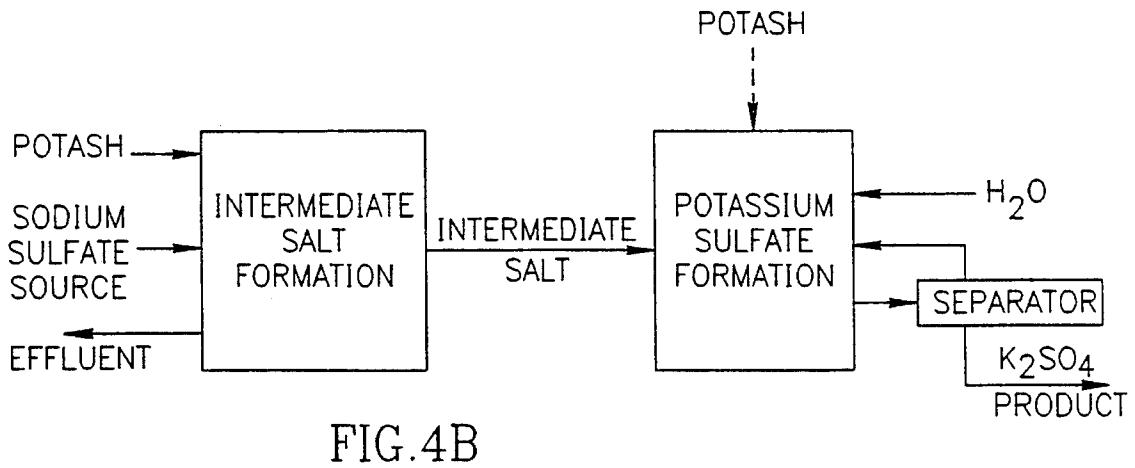 POTASH
POTASH
SODIUM
SULFATE
SOURCE
EFFLUENT
INTERMEDIATE
SALT
FORMATION
INTERMEDIATE
SALT
POTASSIUM
SULFATE
FORMATION
H₂O
SEPARATOR
K₂SO₄
PRODUCT
FIG.4B